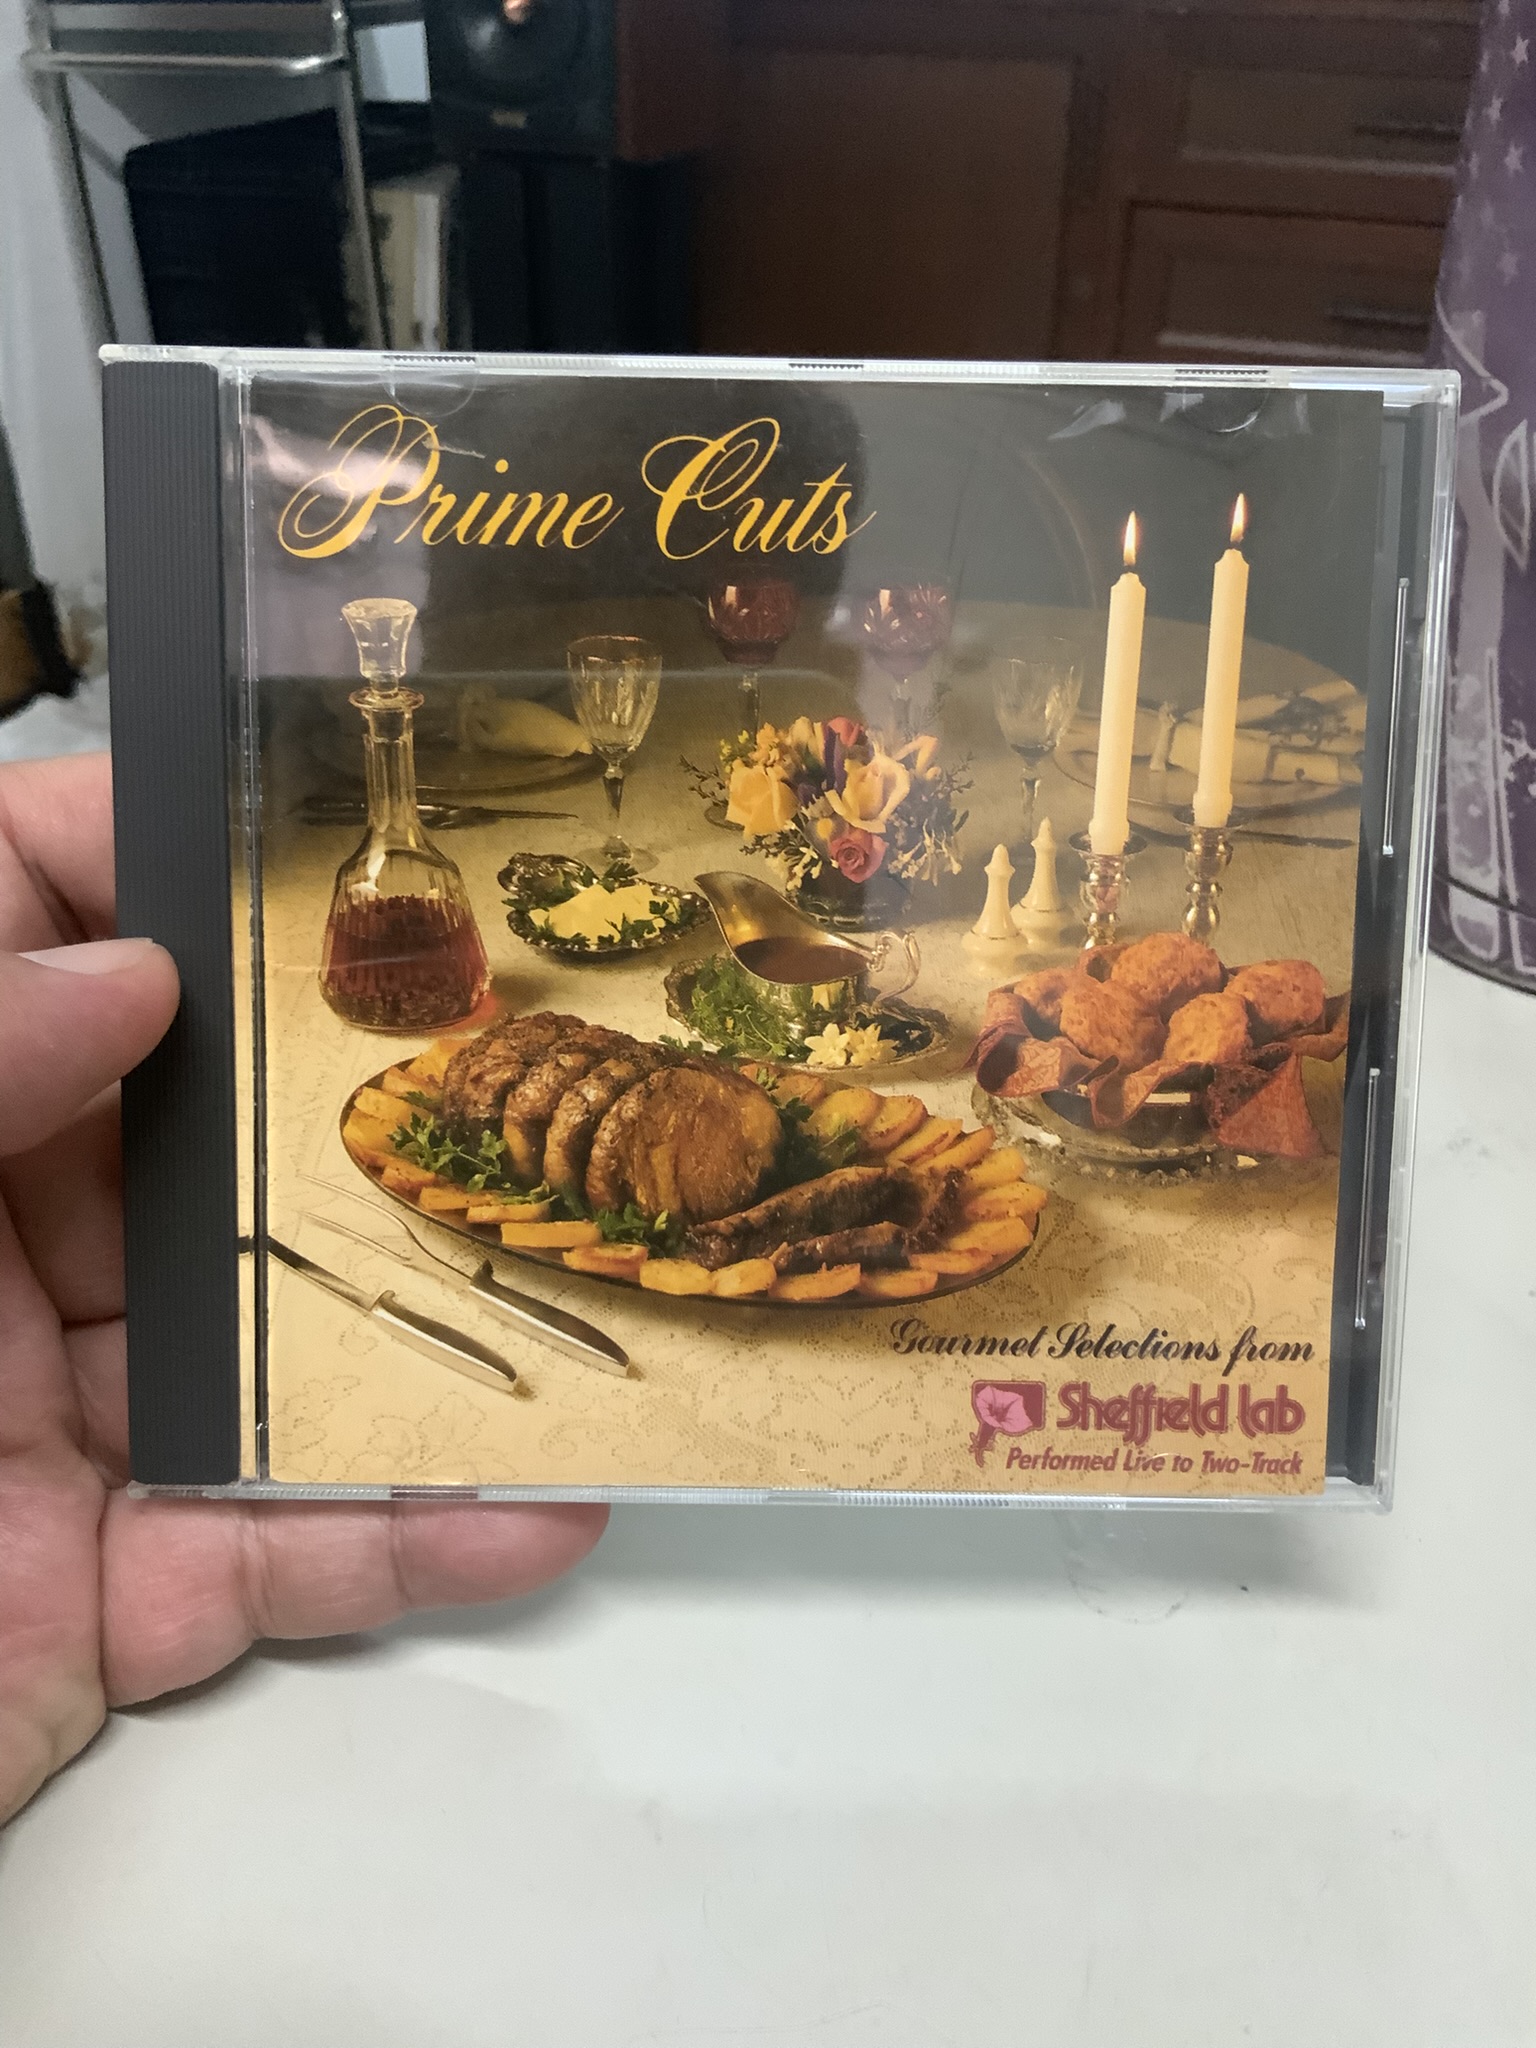 Prime Cuts
Gourmet Selections from
Sheffield Lab
Performed Live to Two-Track